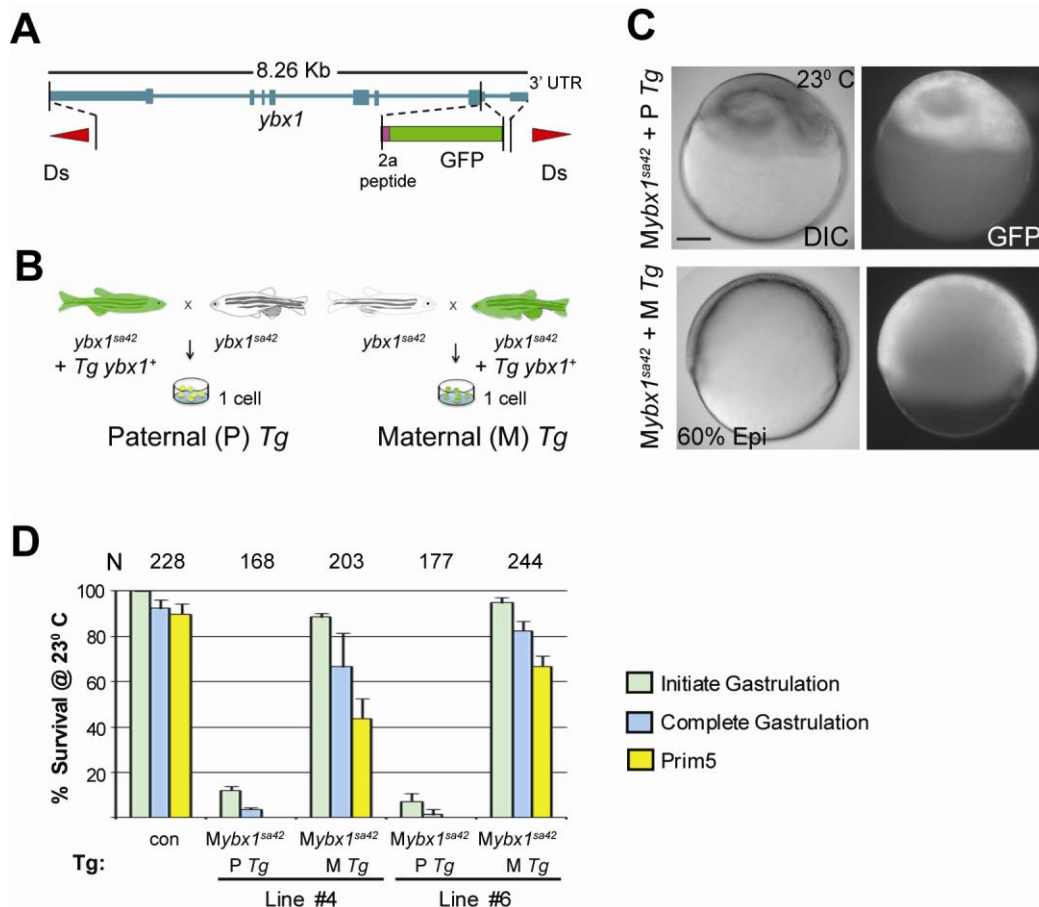 A
8.26 Kb
3' UTR
ybx1
Ds
2a
peptide
GFP
Ds
B
x
x
ybx1sa42
+ Tg ybx1+
ybx1sa42
ybx1sa42
ybx1sa42
+ Tg ybx1+
1 cell
1 cell
Paternal (P) Tg
Maternal (M) Tg
C
Mybx1sa42 + P Tg
23⁰ C
DIC
GFP
Mybx1sa42 + M Tg
60% Epi
D
N 228 168 203 177 244
% Survival @ 23⁰ C
100
80
60
40
20
con
Mybx1sa42 Mybx1sa42 Mybx1sa42 Mybx1sa42
Tg: P Tg M Tg P Tg M Tg
Line #4 Line #6
Initiate Gastrulation
Complete Gastrulation
Prim5